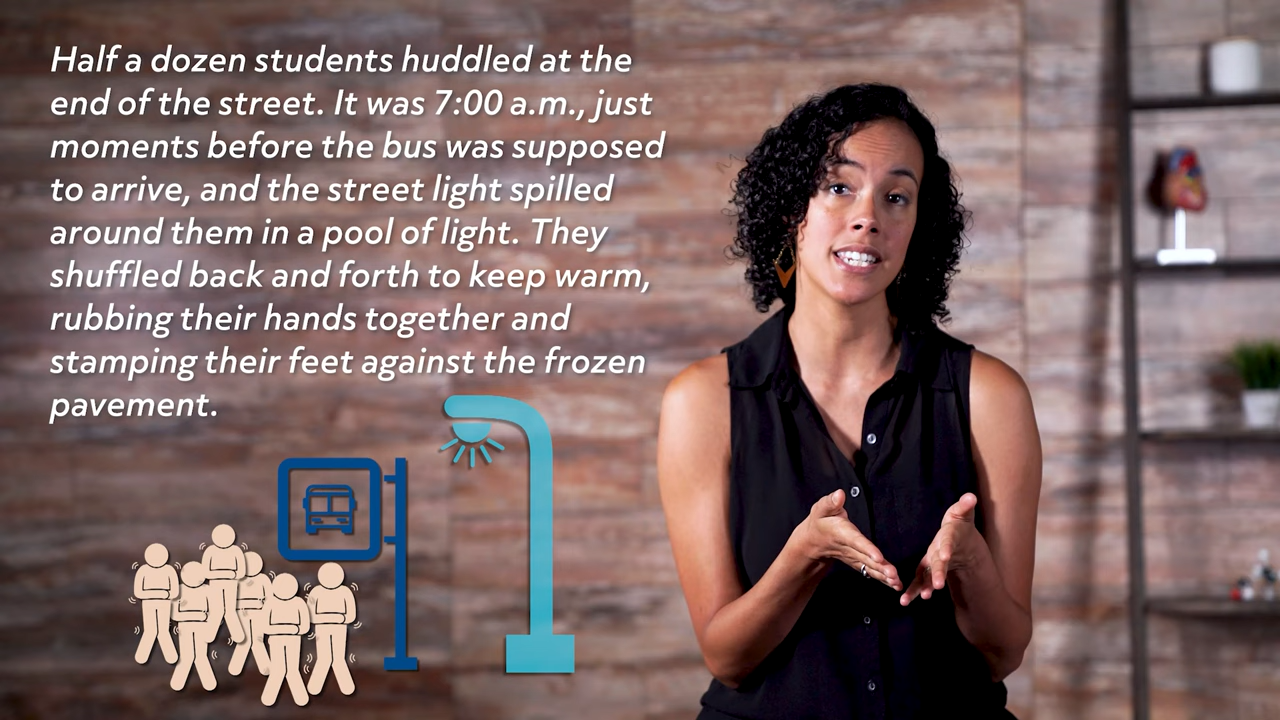 Half a dozen students huddled at the
end of the street. It was 7:00 a.m., just
moments before the bus was supposed
to arrive, and the street light spilled
around them in a pool of light. They
shuffled back and forth to keep warm,
rubbing their hands together and
stamping their feet against the frozen
pavement.